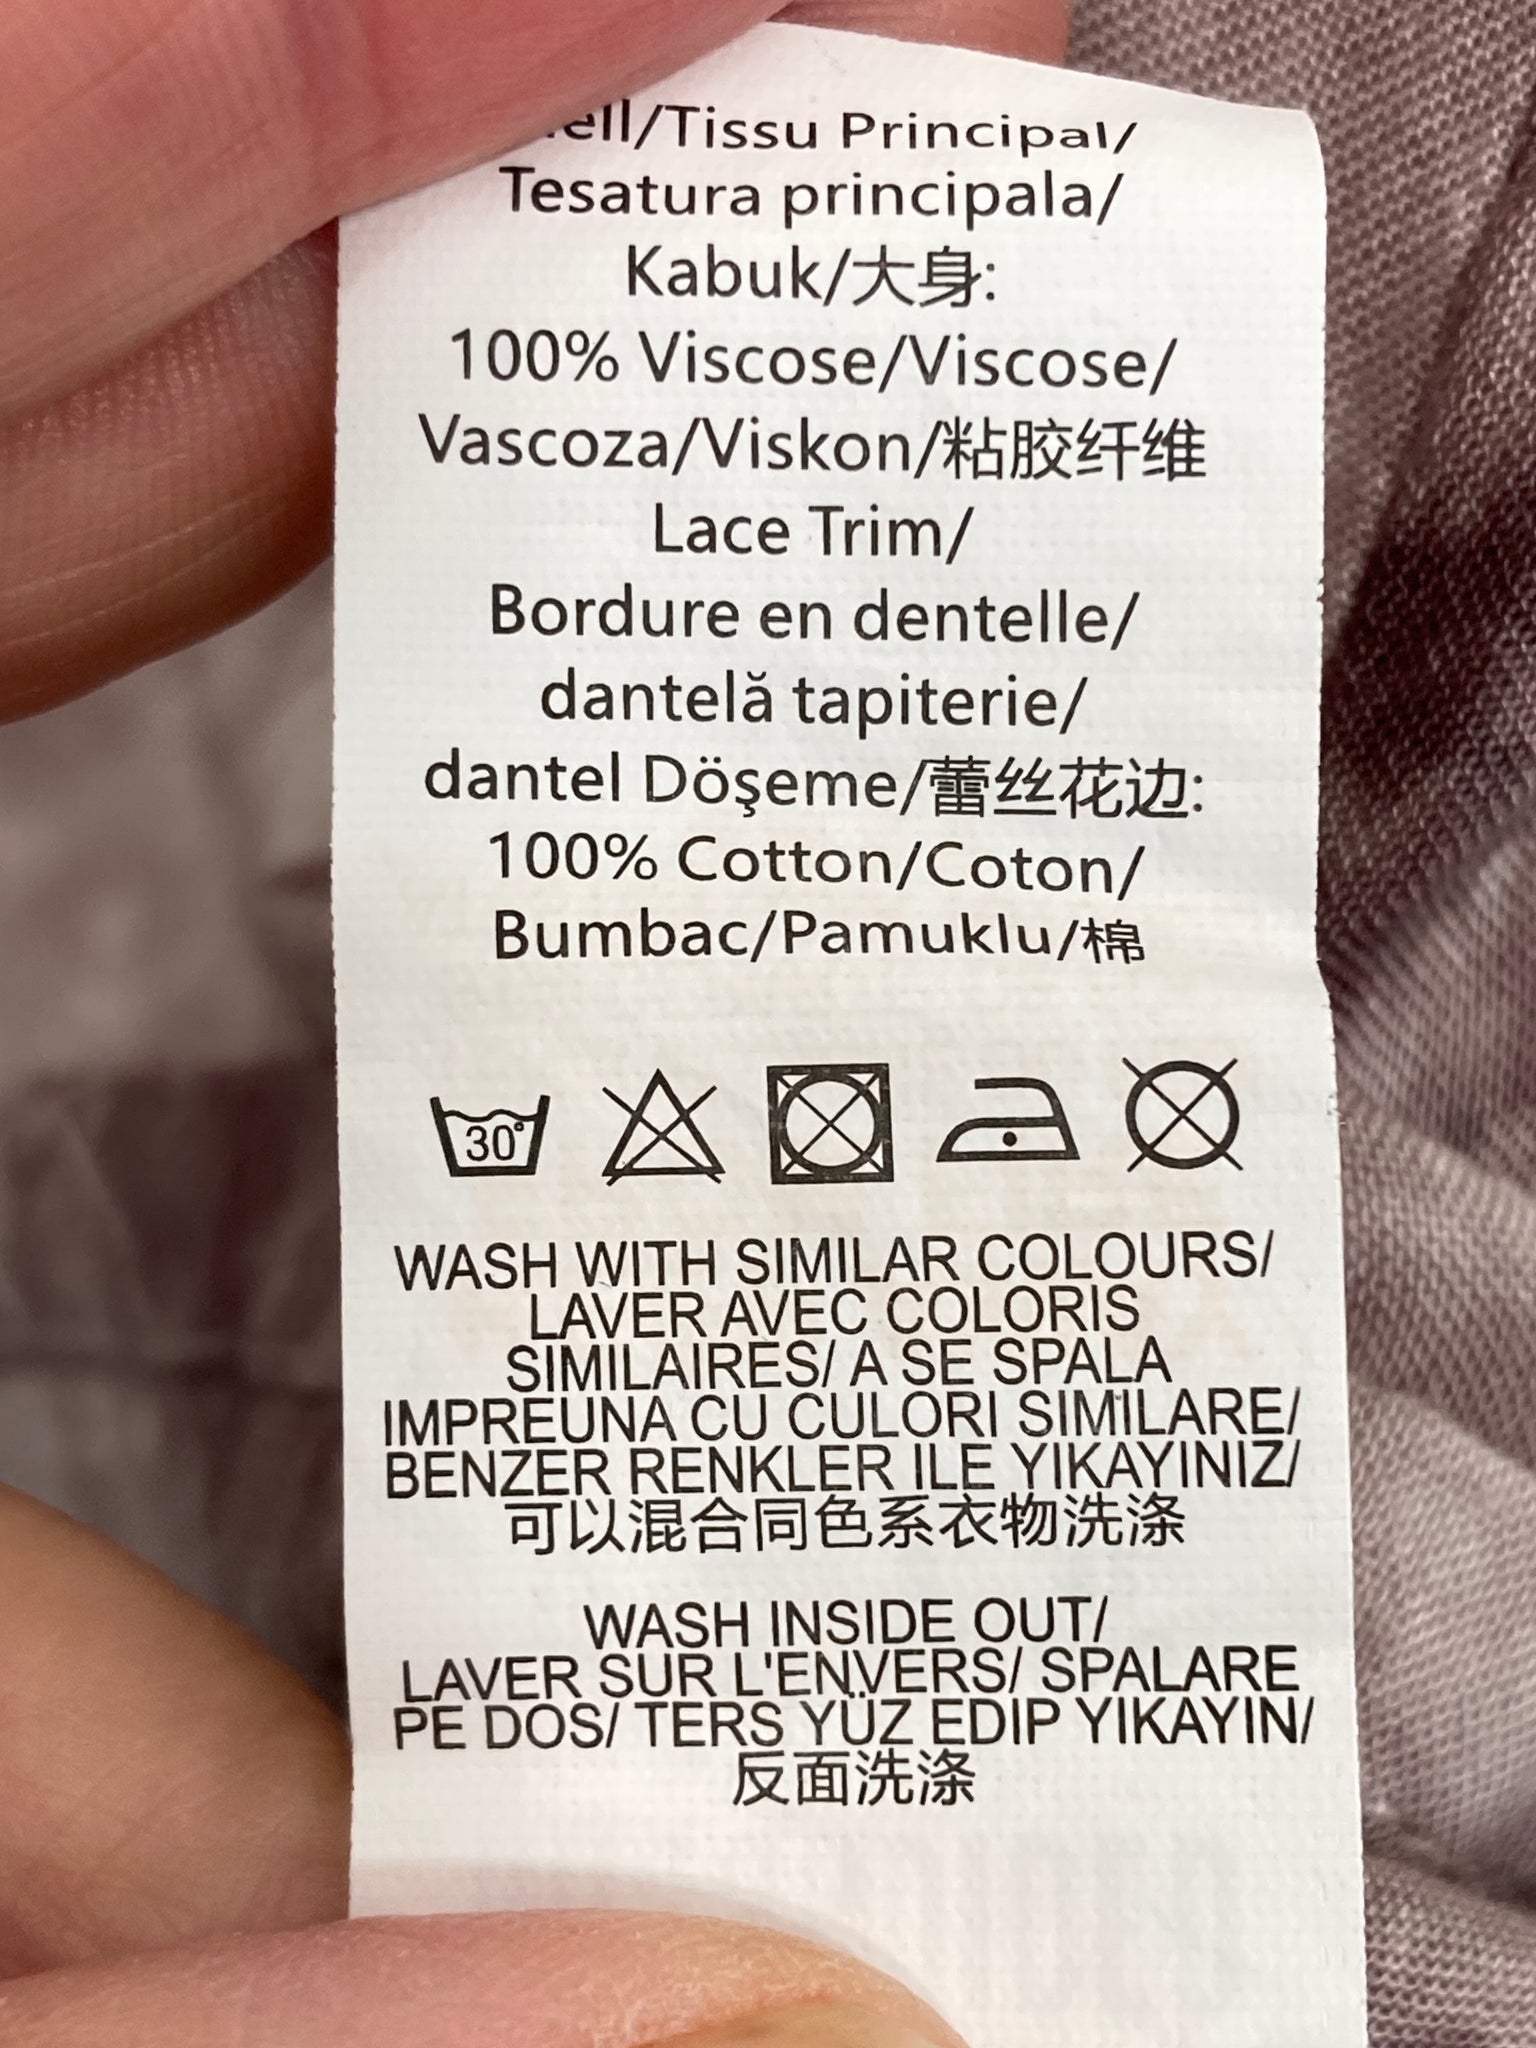 /Tissu Principal/
Tesatura principala/
Kabuk/大身:
100% Viscose/Viscose/
Vascoza/Viskon/粘胶纤维
Lace Trim/
Bordure en dentelle/
dantelă tapiterie/
dantel Döşeme/蕾丝花边:
100% Cotton/Coton/
Bumbac/Pamuklu/棉
30°
WASH WITH SIMILAR COLOURS/
LAVER AVEC COLORIS
SIMILAIRES/ A SE SPALA
IMPREUNA CU CULORI SIMILARE/
BENZER RENKLER ILE YIKAYINIZ/
可以混合同色系衣物洗涤
WASH INSIDE OUT/
LAVER SUR L'ENVERS/ SPALARE
PE DOS/ TERS YÜZ EDIP YIKAYIN/
反面洗涤